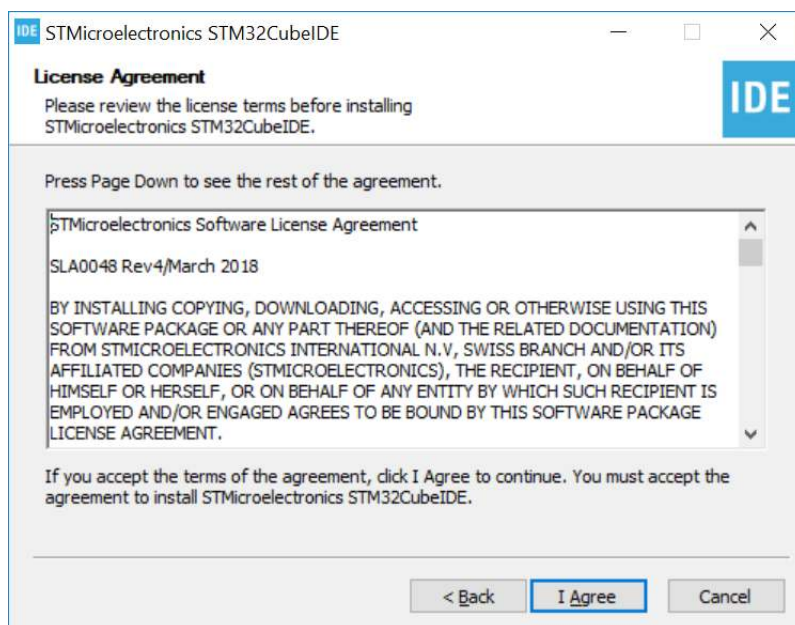 IDE STMicroelectronics STM32CubeIDE
License Agreement
Please review the license terms before installing
STMicroelectronics STM32CubeIDE.
IDE
Press Page Down to see the rest of the agreement.
STMicroelectronics Software License Agreement
SLA0048 Rev4/March 2018
BY INSTALLING COPYING, DOWNLOADING, ACCESSING OR OTHERWISE USING THIS
SOFTWARE PACKAGE OR ANY PART THEREOF (AND THE RELATED DOCUMENTATION)
FROM STMICROELECTRONICS INTERNATIONAL N.V, SWISS BRANCH AND/OR ITS
AFFILIATED COMPANIES (STMICROELECTRONICS), THE RECIPIENT, ON BEHALF OF
HIMSELF OR HERSELF, OR ON BEHALF OF ANY ENTITY BY WHICH SUCH RECIPIENT IS
EMPLOYED AND/OR ENGAGED AGREES TO BE BOUND BY THIS SOFTWARE PACKAGE
LICENSE AGREEMENT.
If you accept the terms of the agreement, click I Agree to continue. You must accept the
agreement to install STMicroelectronics STM32CubeIDE.
< Back I Agree Cancel